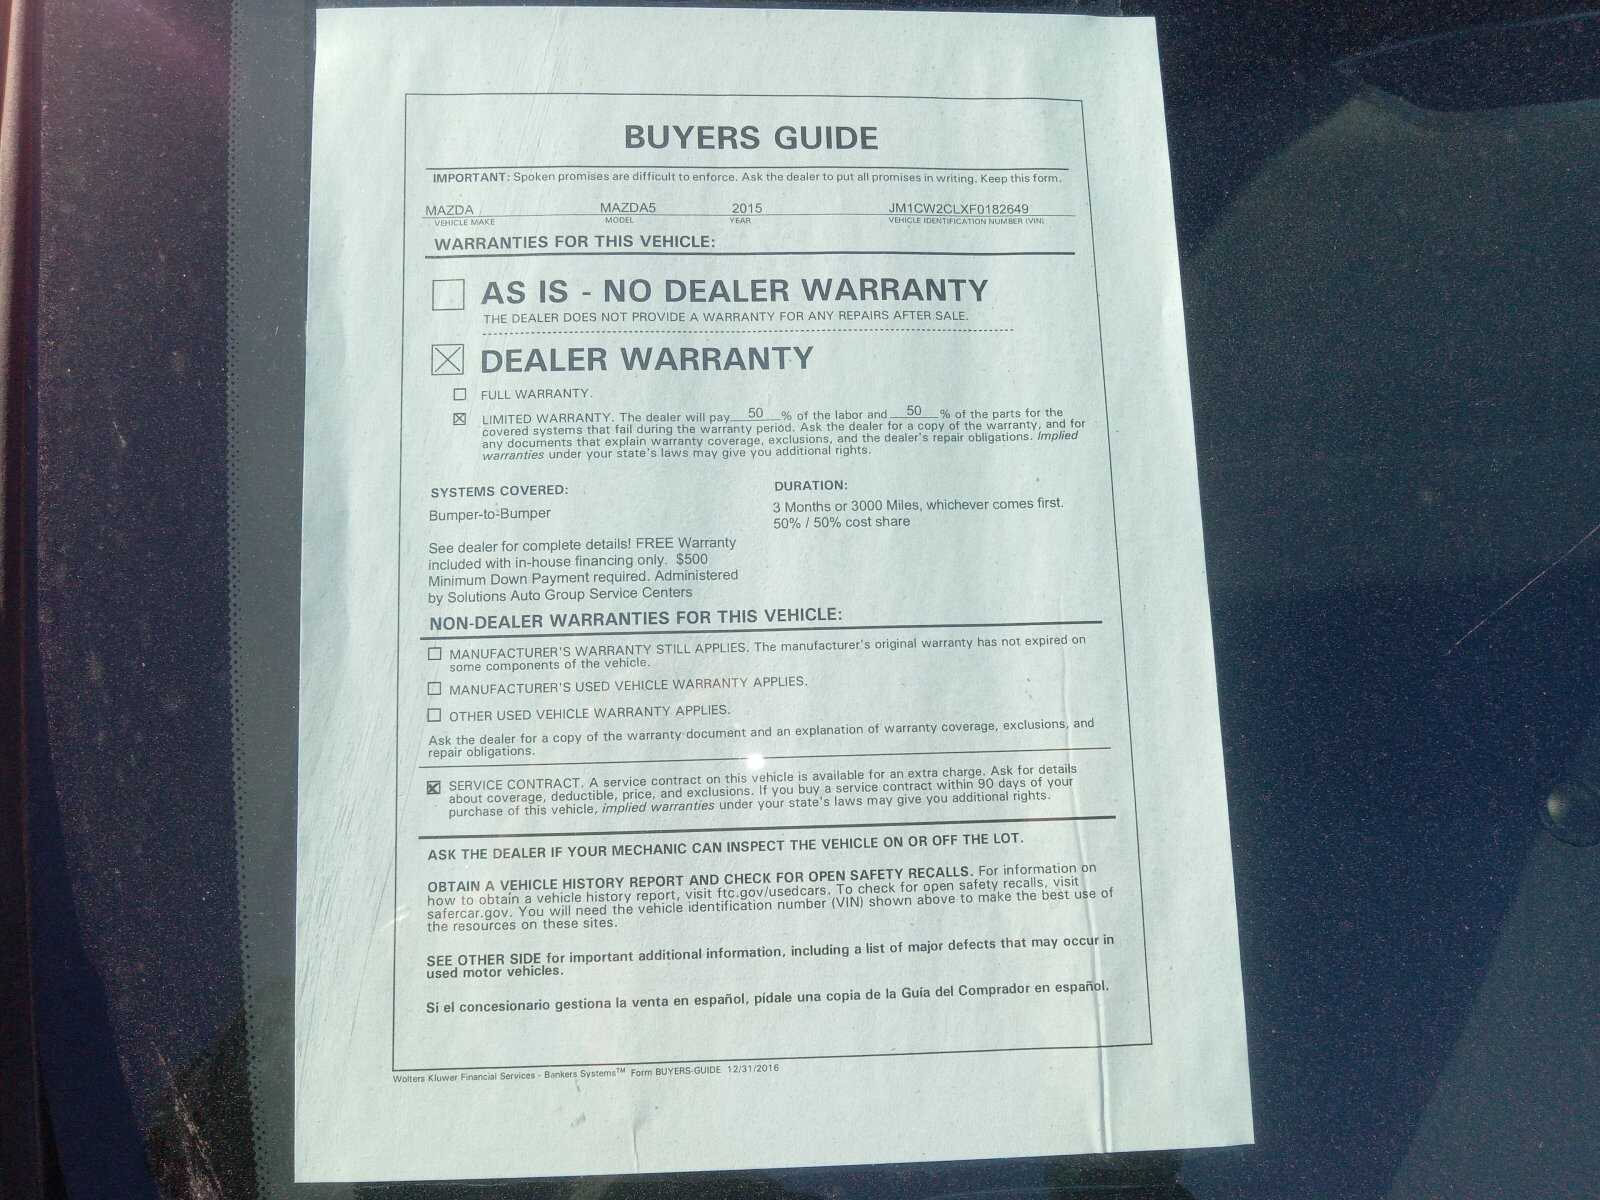 BUYERS GUIDE
IMPORTANT: Spoken promises are difficult to enforce. Ask the dealer to put all promises in writing. Keep this form.
MAZDA MAZDA5 2015 JM1CW2CLXF0182649
VEHICLE MAKE MODEL YEAR VEHICLE IDENTIFICATION NUMBER (VIN)
WARRANTIES FOR THIS VEHICLE:
AS IS - NO DEALER WARRANTY
THE DEALER DOES NOT PROVIDE A WARRANTY FOR ANY REPAIRS AFTER SALE.
DEALER WARRANTY
FULL WARRANTY.
LIMITED WARRANTY. The dealer will pay 50 % of the labor and 50 % of the parts for the
covered systems that fail during the warranty period. Ask the dealer for a copy of the warranty, and for
any documents that explain warranty coverage, exclusions, and the dealer's repair obligations. Implied
warranties under your state's laws may give you additional rights.
SYSTEMS COVERED: DURATION:
Bumper-to-Bumper 3 Months or 3000 Miles, whichever comes first.
50% / 50% cost share
See dealer for complete details! FREE Warranty
included with in-house financing only. $500
Minimum Down Payment required. Administered
by Solutions Auto Group Service Centers
NON-DEALER WARRANTIES FOR THIS VEHICLE:
MANUFACTURER'S WARRANTY STILL APPLIES. The manufacturer's original warranty has not expired on
some components of the vehicle.
MANUFACTURER'S USED VEHICLE WARRANTY APPLIES.
OTHER USED VEHICLE WARRANTY APPLIES.
Ask the dealer for a copy of the warranty document and an explanation of warranty coverage, exclusions, and
repair obligations.
SERVICE CONTRACT. A service contract on this vehicle is available for an extra charge. Ask for details
about coverage, deductible, price, and exclusions. If you buy a service contract within 90 days of your
purchase of this vehicle, implied warranties under your state's laws may give you additional rights.
ASK THE DEALER IF YOUR MECHANIC CAN INSPECT THE VEHICLE ON OR OFF THE LOT.
OBTAIN A VEHICLE HISTORY REPORT AND CHECK FOR OPEN SAFETY RECALLS. For information on
how to obtain a vehicle history report, visit ftc.gov/usedcars. To check for open safety recalls, visit
safercar.gov. You will need the vehicle identification number (VIN) shown above to make the best use of
the resources on these sites.
SEE OTHER SIDE for important additional information, including a list of major defects that may occur in
used motor vehicles.
Si el concesionario gestiona la venta en español, pídale una copia de la Guía del Comprador en español.
Wolters Kluwer Financial Services - Bankers Systems™ Form BUYERS-GUIDE 12/31/2016